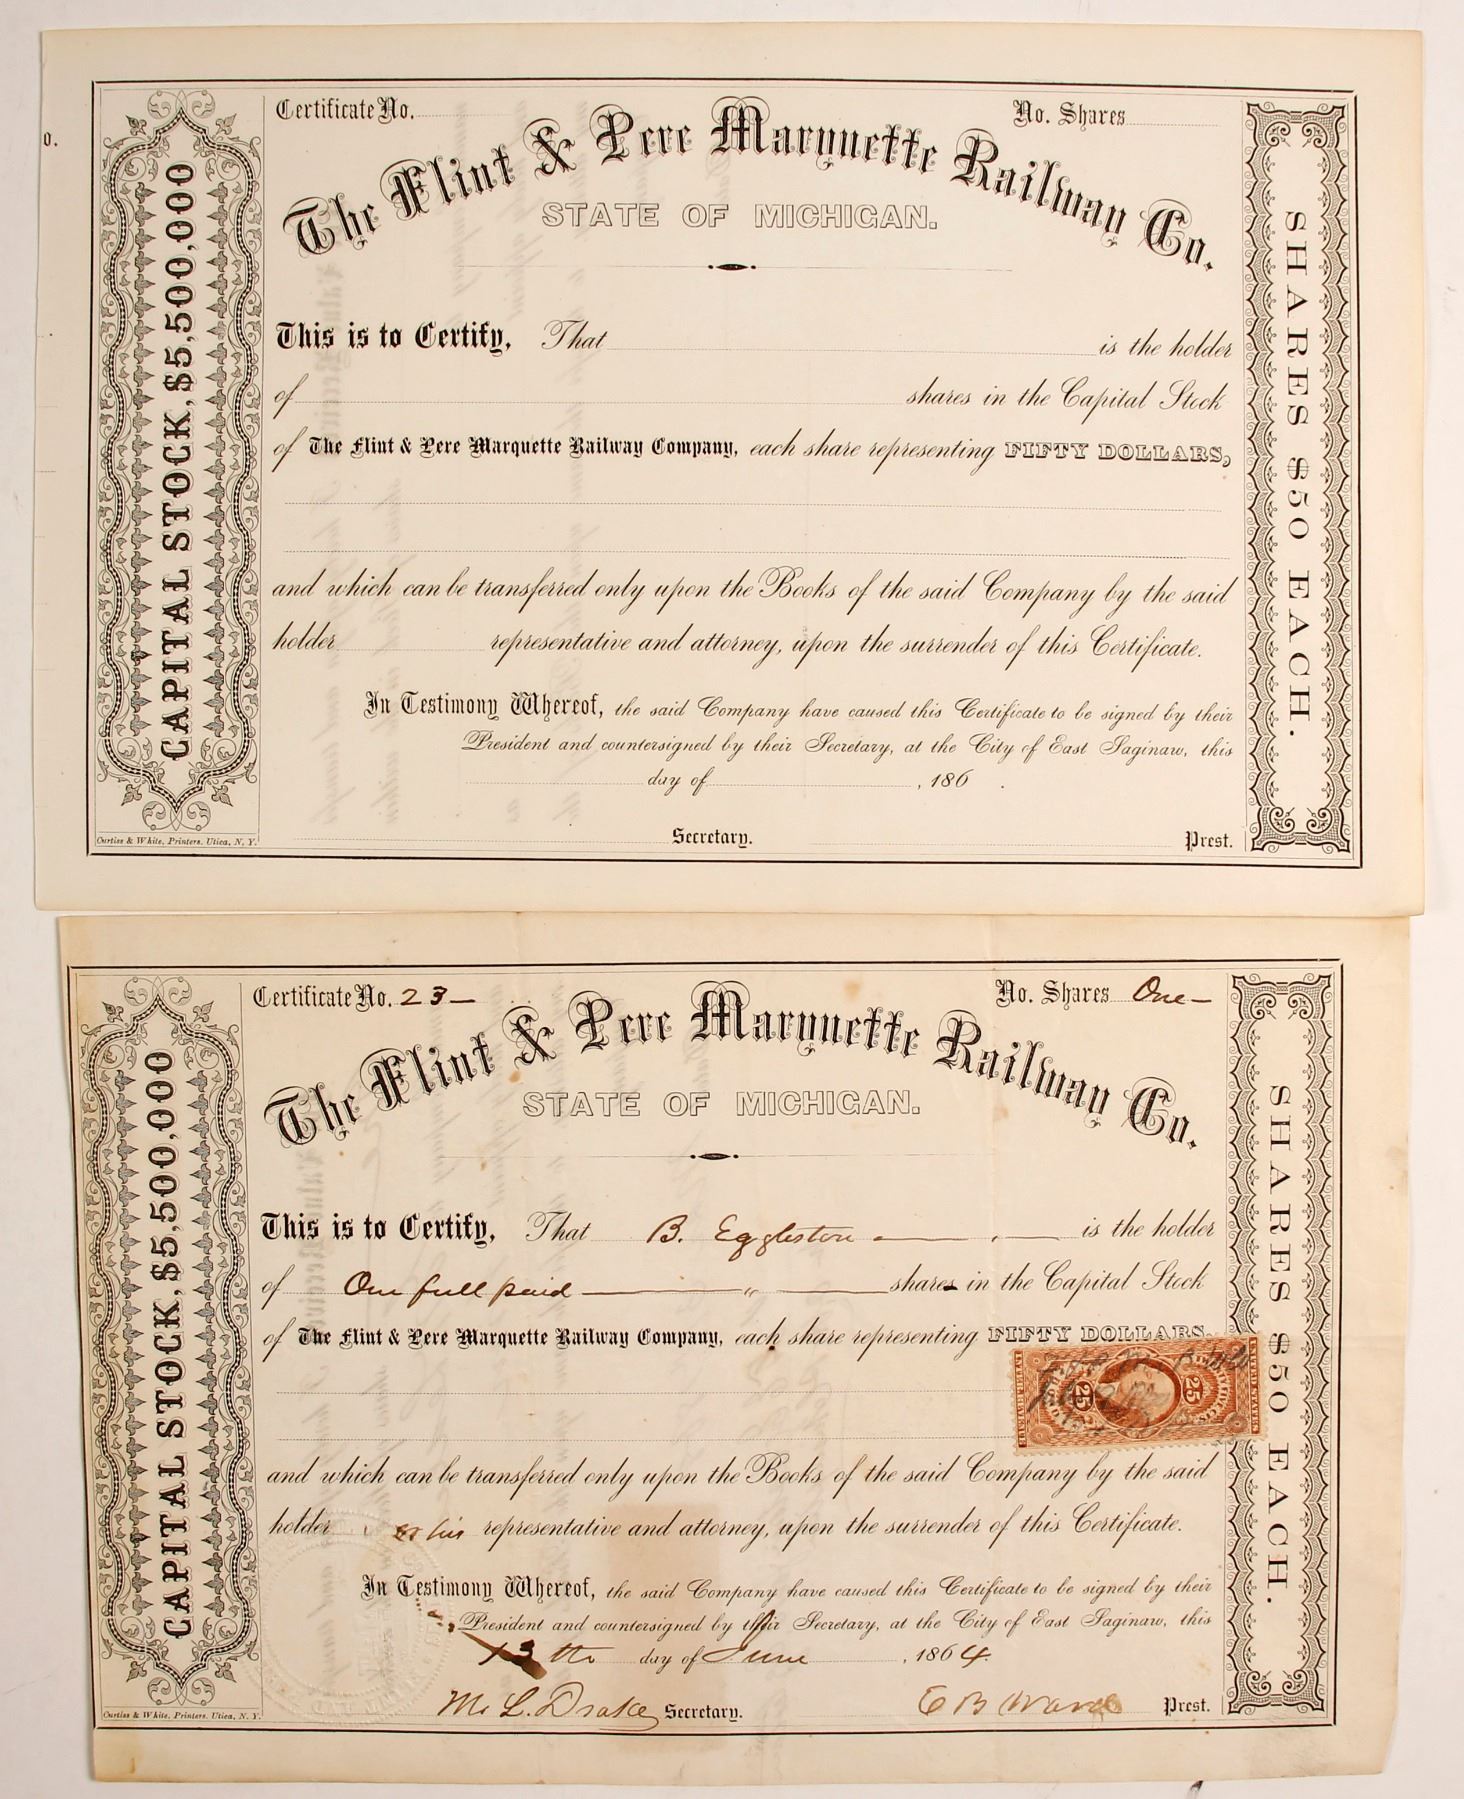 o.
Certificate No.
No. Shares
The Flint & Pere Marquette Railway Co.
STATE OF MICHIGAN.
CAPITAL STOCK, $5,500,000
SHARES $50 EACH.
This is to Certify, That is the holder
of shares in the Capital Stock
of The Flint & Pere Marquette Railway Company, each share representing FIFTY DOLLARS,
and which can be transferred only upon the Books of the said Company by the said
holder representative and attorney, upon the surrender of this Certificate.
In Testimony Whereof, the said Company have caused this Certificate to be signed by their
President and countersigned by their Secretary, at the City of East Saginaw, this
day of , 186 .
Secretary. Prest.
Curtiss & White, Printers. Utica, N. Y.
Certificate No. 23
No. Shares One
The Flint & Pere Marquette Railway Co.
STATE OF MICHIGAN.
CAPITAL STOCK, $5,500,000
SHARES $50 EACH.
This is to Certify, That B. Eggleston is the holder
of One full paid " shares in the Capital Stock
of The Flint & Pere Marquette Railway Company, each share representing FIFTY DOLLARS
25 25
and which can be transferred only upon the Books of the said Company by the said
holder or his representative and attorney, upon the surrender of this Certificate.
In Testimony Whereof, the said Company have caused this Certificate to be signed by their
President and countersigned by their Secretary, at the City of East Saginaw, this
13th day of June , 1864.
M. L. Drake Secretary. E B Ward Prest.
Curtiss & White, Printers. Utica, N. Y.